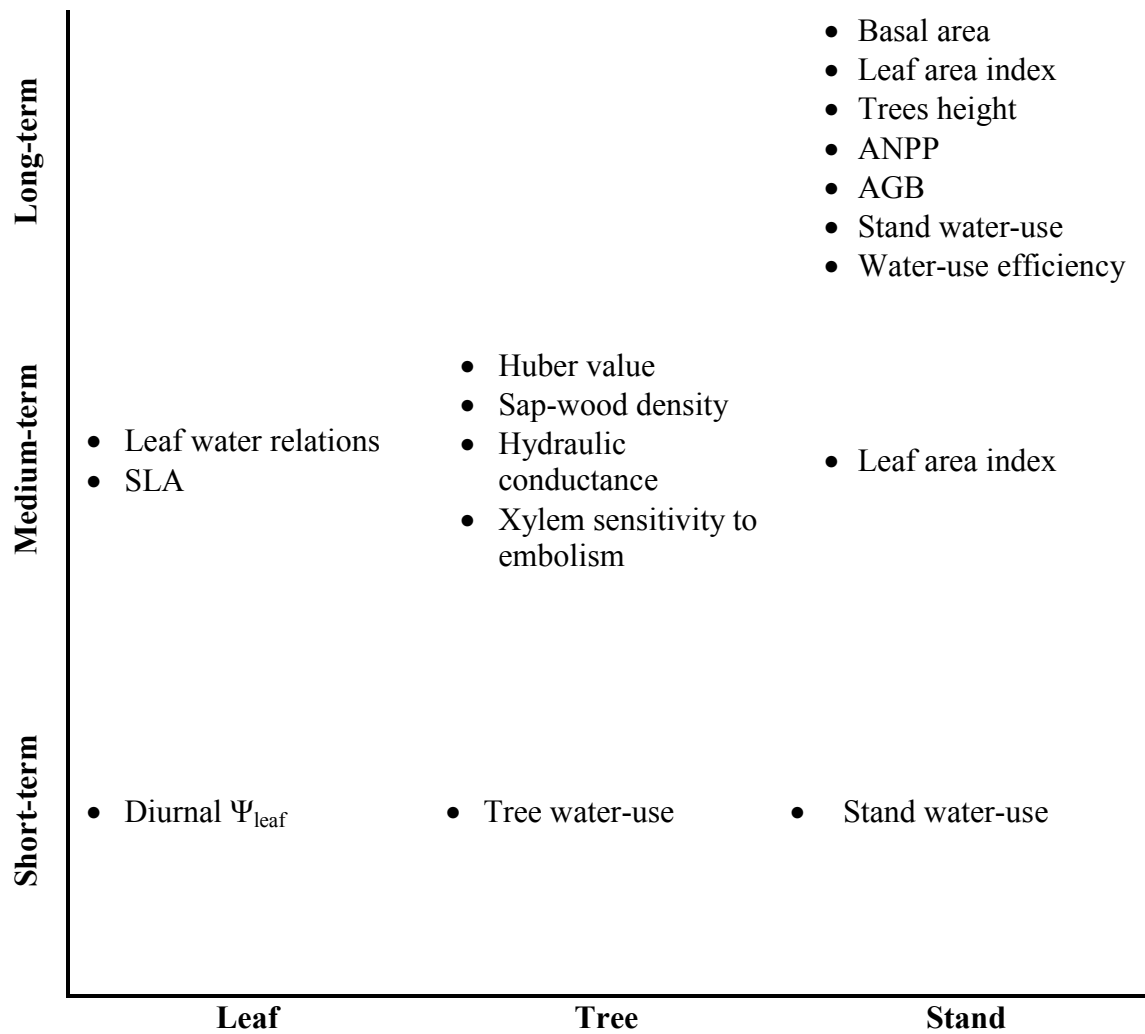 Long-term
• Basal area
• Leaf area index
• Trees height
• ANPP
• AGB
• Stand water-use
• Water-use efficiency
Medium-term
• Leaf water relations
• SLA
• Huber value
• Sap-wood density
• Hydraulic
conductance
• Xylem sensitivity to
embolism
• Leaf area index
Short-term
• Diurnal Ψleaf
• Tree water-use
• Stand water-use
Leaf
Tree
Stand